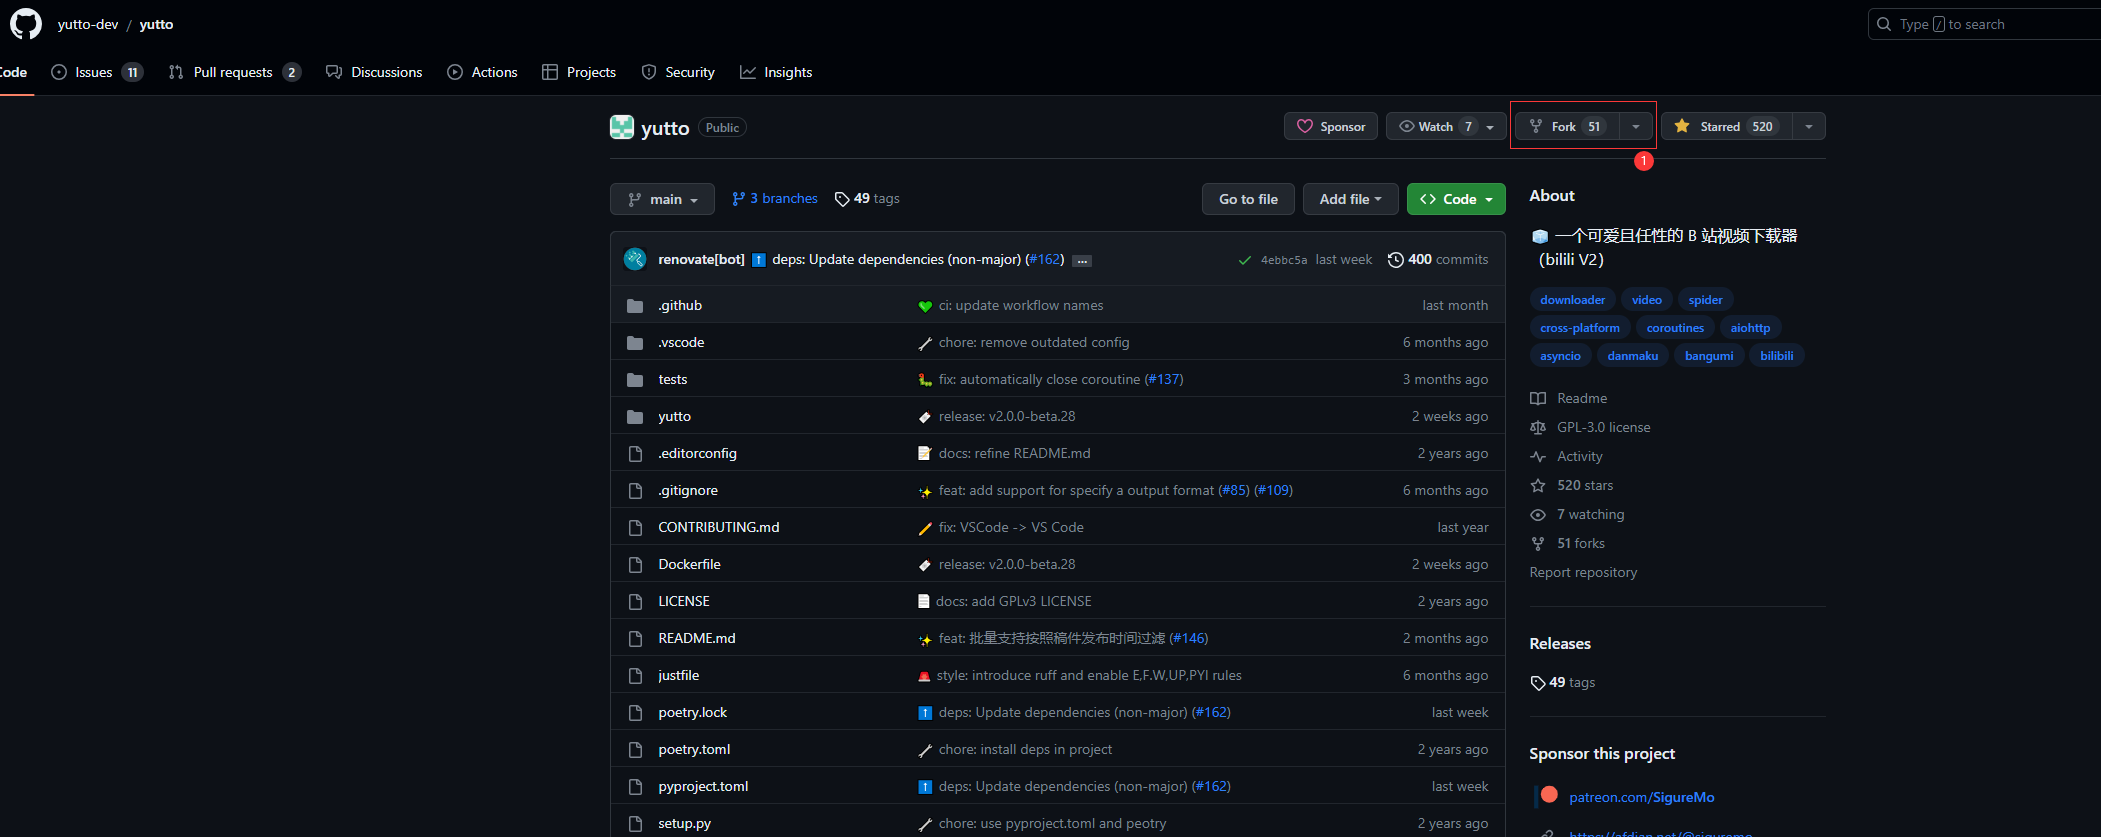 yutto-dev / yutto
Type / to search
Code Issues 11 Pull requests 2 Discussions Actions Projects Security Insights
yutto Public
Sponsor Watch 7 Fork 51 Starred 520
1
main 3 branches 49 tags Go to file Add file <> Code
renovate[bot] ⬆️ deps: Update dependencies (non-major) (#162) ... 4ebbc5a last week 400 commits
.github 💚 ci: update workflow names last month
.vscode 🔧 chore: remove outdated config 6 months ago
tests 🐛 fix: automatically close coroutine (#137) 3 months ago
yutto 🔖 release: v2.0.0-beta.28 2 weeks ago
.editorconfig 📝 docs: refine README.md 2 years ago
.gitignore ✨ feat: add support for specify a output format (#85) (#109) 6 months ago
CONTRIBUTING.md ✏️ fix: VSCode -> VS Code last year
Dockerfile 🔖 release: v2.0.0-beta.28 2 weeks ago
LICENSE 📄 docs: add GPLv3 LICENSE 2 years ago
README.md ✨ feat: 批量支持按照稿件发布时间过滤 (#146) 2 months ago
justfile 🚨 style: introduce ruff and enable E,F,W,UP,PYI rules 6 months ago
poetry.lock ⬆️ deps: Update dependencies (non-major) (#162) last week
poetry.toml 🔧 chore: install deps in project 2 years ago
pyproject.toml ⬆️ deps: Update dependencies (non-major) (#162) last week
setup.py 🔧 chore: use pyproject.toml and peotry 2 years ago
About
🧊 一个可爱且任性的 B 站视频下载器
（bilili V2）
downloader video spider
cross-platform coroutines aiohttp
asyncio danmaku bangumi bilibili
Readme
GPL-3.0 license
Activity
520 stars
7 watching
51 forks
Report repository
Releases
49 tags
Sponsor this project
patreon.com/SigureMo
https://afdian.net/@siguremo